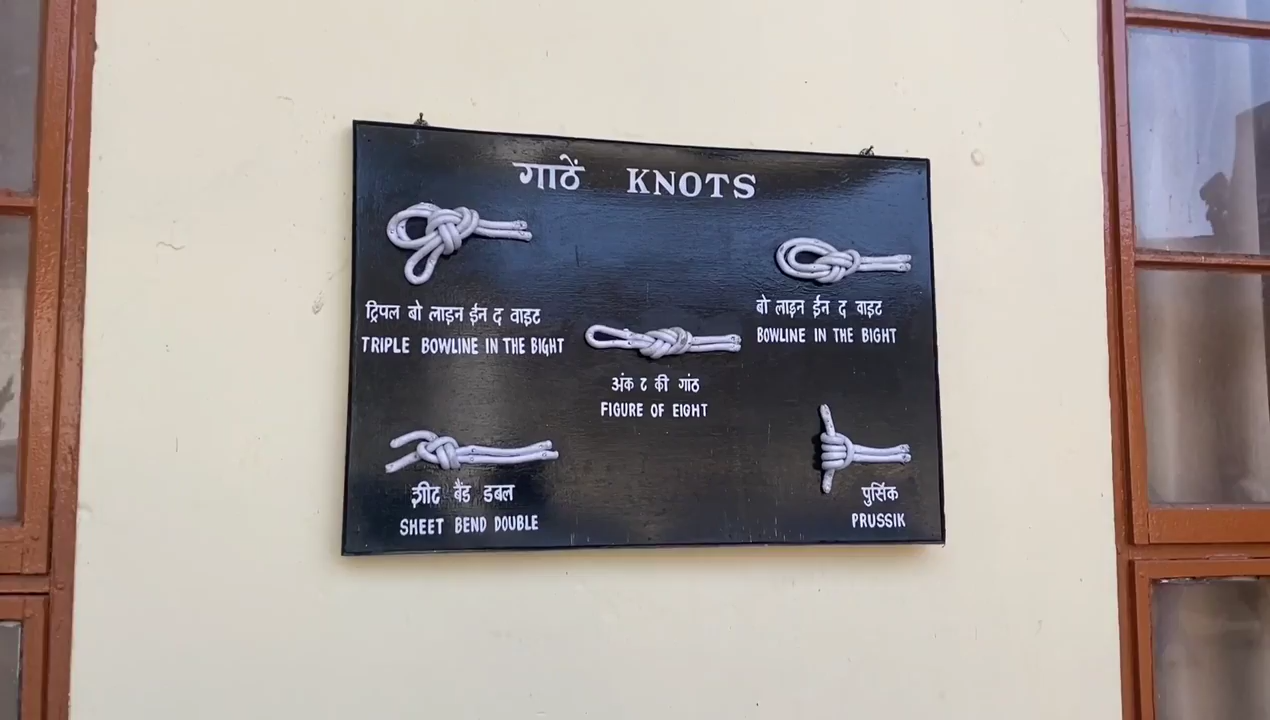 गाठें KNOTS
ट्रिपल बो लाइन ईन द वाइट
TRIPLE BOWLINE IN THE BIGHT
बो लाइन ईन द वाइट
BOWLINE IN THE BIGHT
अंक ८ की गांठ
FIGURE OF EIGHT
शीट बैंड डबल
SHEET BEND DOUBLE
पुर्सिक
PRUSSIK